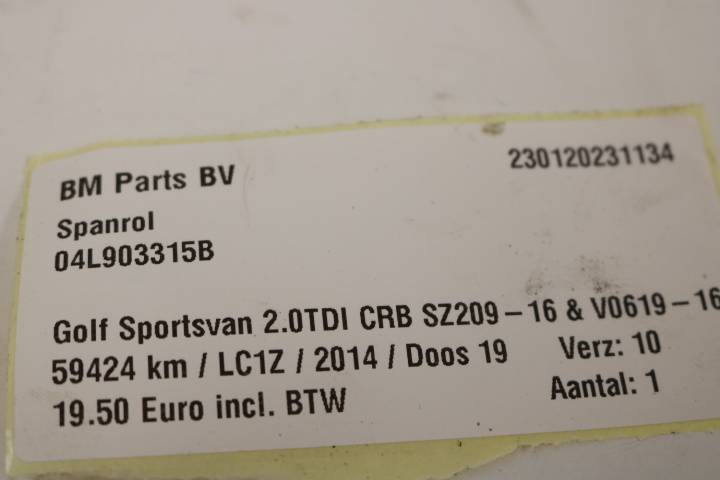 BM Parts BV 230120231134
Spanrol
04L903315B
Golf Sportsvan 2.0TDI CRB SZ209-16 & V0619-16
59424 km / LC1Z / 2014 / Doos 19 Verz: 10
19.50 Euro incl. BTW Aantal: 1